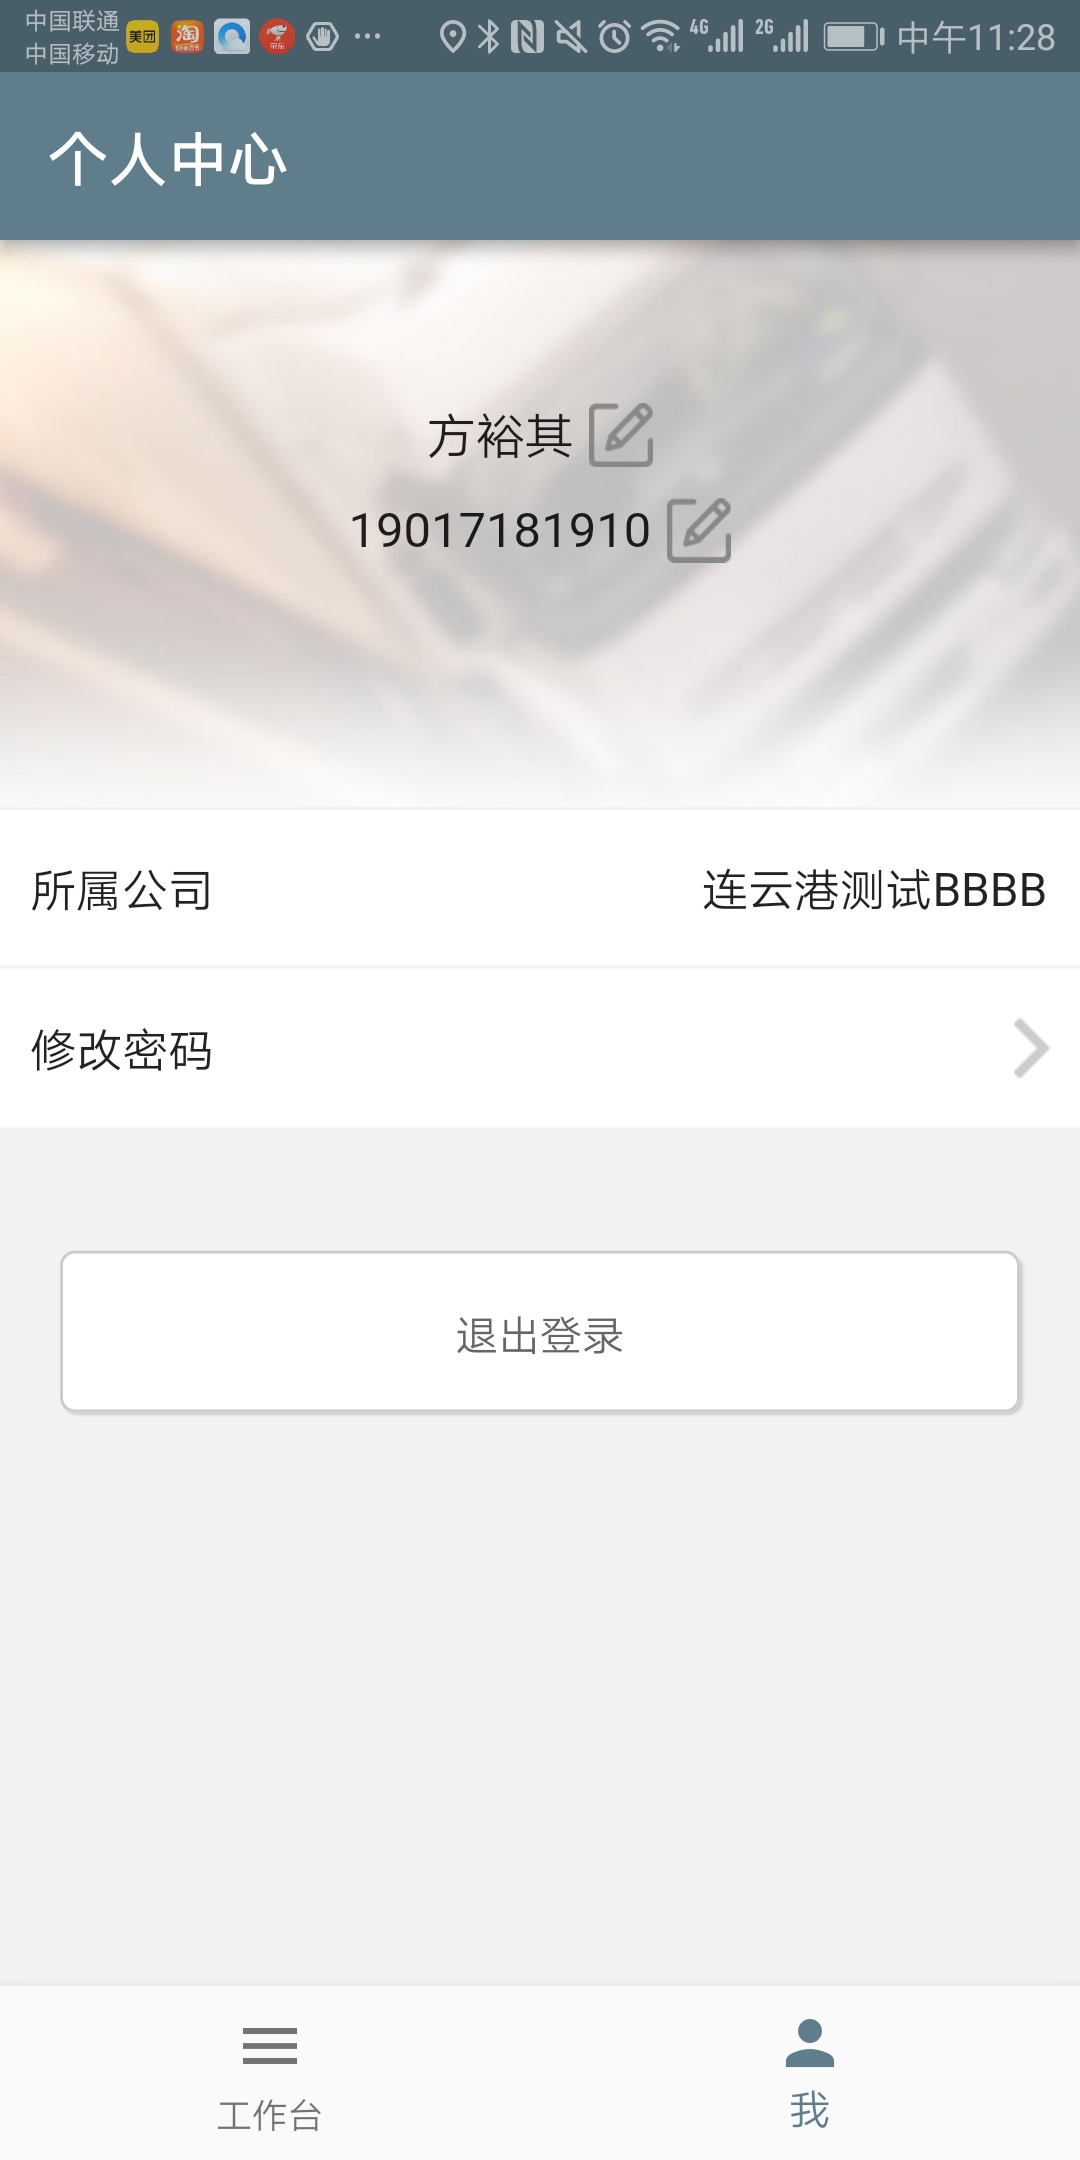 中国联通
中国移动
美团
淘
京东
4G
2G
中午11:28
个人中心
方裕其
19017181910
所属公司
连云港测试BBBB
修改密码
退出登录
工作台
我